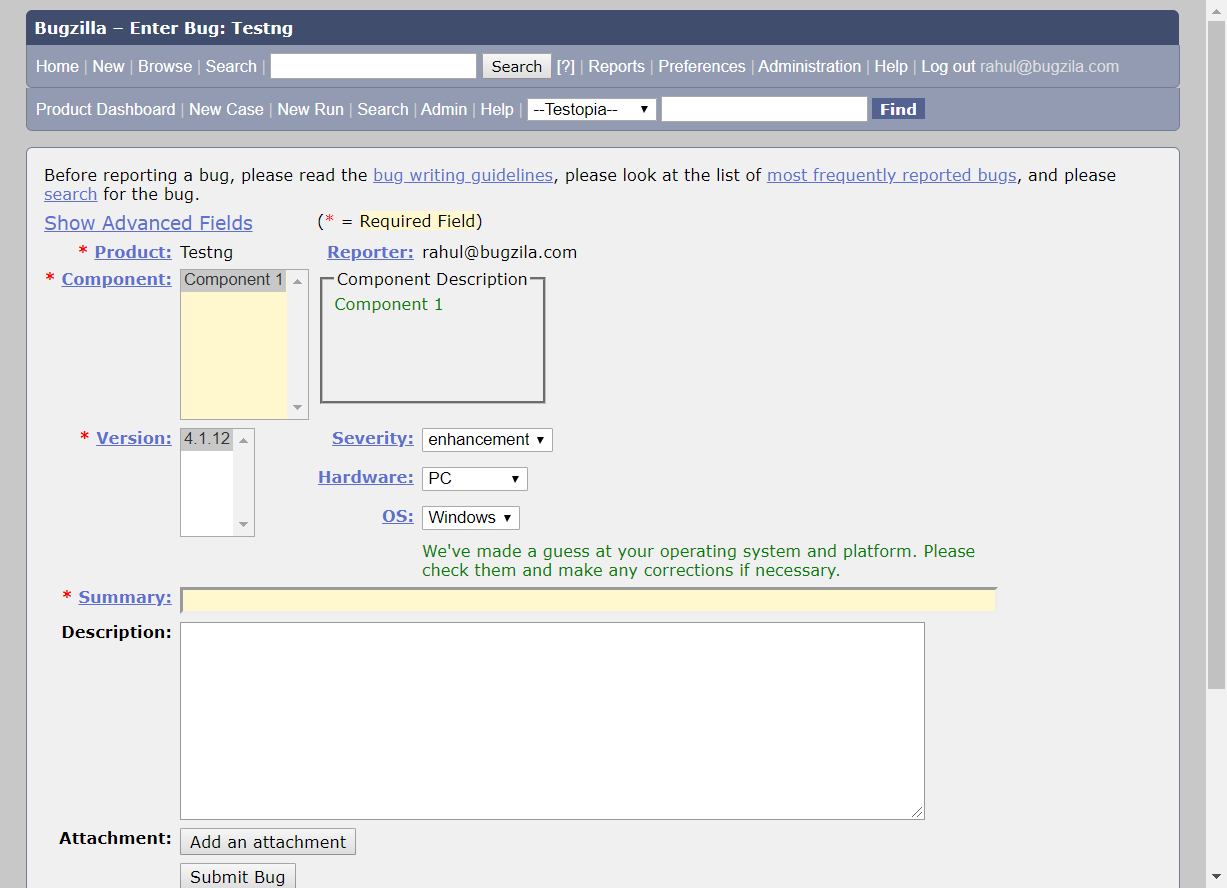 Bugzilla – Enter Bug: Testng
Home | New | Browse | Search | Search [?] | Reports | Preferences | Administration | Help | Log out rahul@bugzila.com
Product Dashboard | New Case | New Run | Search | Admin | Help | --Testopia-- Find
Before reporting a bug, please read the bug writing guidelines, please look at the list of most frequently reported bugs, and please
search for the bug.
Show Advanced Fields (* = Required Field)
* Product: Testng Reporter: rahul@bugzila.com
* Component: Component 1 Component Description
Component 1
* Version: 4.1.12 Severity: enhancement
Hardware: PC
OS: Windows
We've made a guess at your operating system and platform. Please
check them and make any corrections if necessary.
* Summary:
Description:
Attachment: Add an attachment
Submit Bug